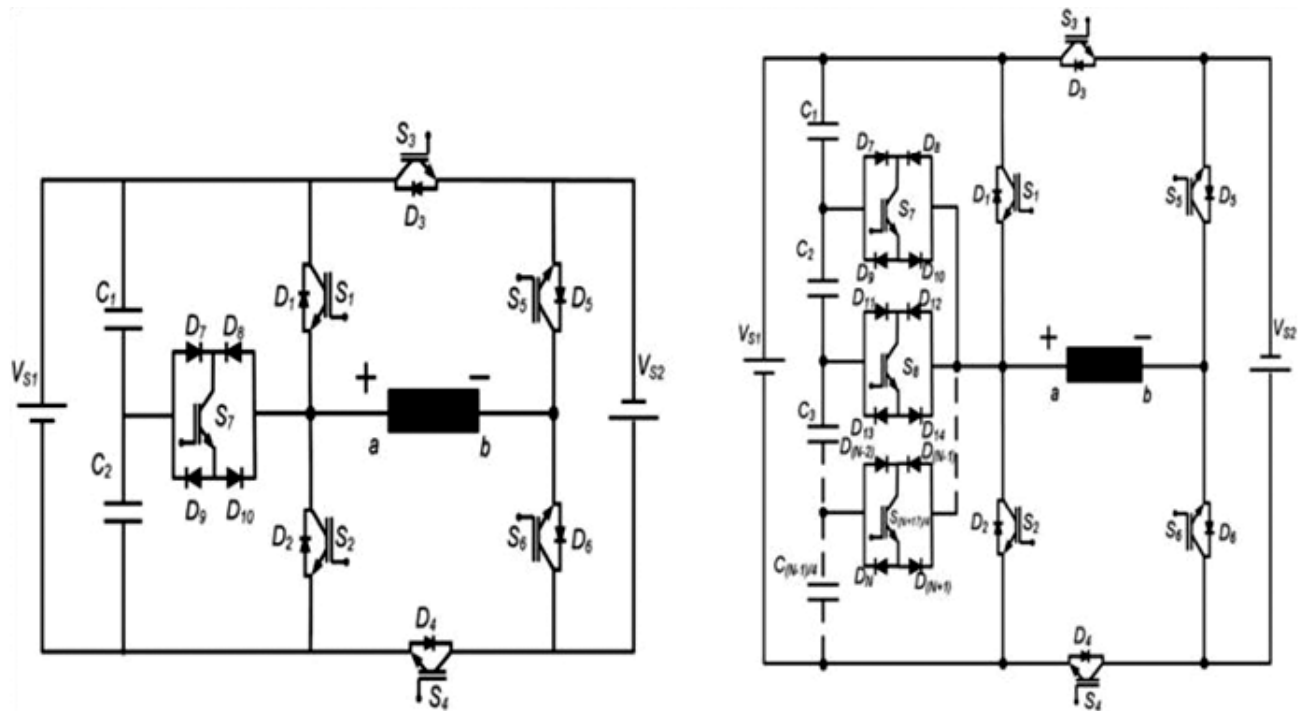 S3
D3
C1
D7
D8
D1
S1
S5
D5
VS1
S7
+
−
VS2
a
b
C2
D9
D10
D2
S2
S6
D6
D4
S4
S3
D3
C1
D7
D8
S7
D1
S1
S5
D5
C2
D9
D10
D11
D12
VS1
S8
+
−
VS2
a
b
C3
D13
D14
D(N-2)
D(N-1)
S(N+17)/4
D2
S2
S6
D6
C(N-1)/4
DN
D(N+1)
D4
S4